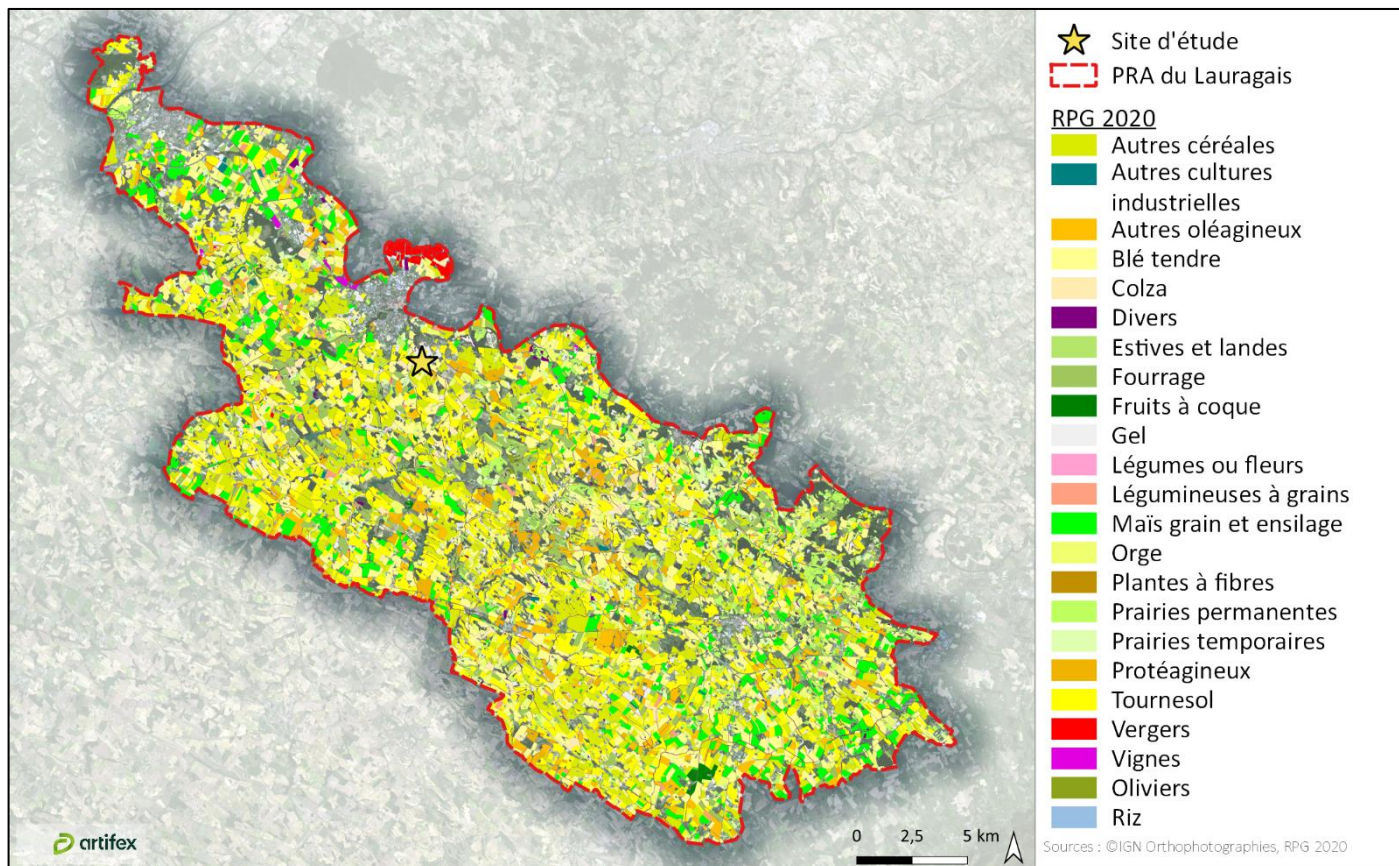 Site d'étude
PRA du Lauragais
RPG 2020
Autres céréales
Autres cultures
industrielles
Autres oléagineux
Blé tendre
Colza
Divers
Estives et landes
Fourrage
Fruits à coque
Gel
Légumes ou fleurs
Légumineuses à grains
Maïs grain et ensilage
Orge
Plantes à fibres
Prairies permanentes
Prairies temporaires
Protéagineux
Tournesol
Vergers
Vignes
Oliviers
Riz
artifex
0 2,5 5 km
Sources : ©IGN Orthophotographies, RPG 2020